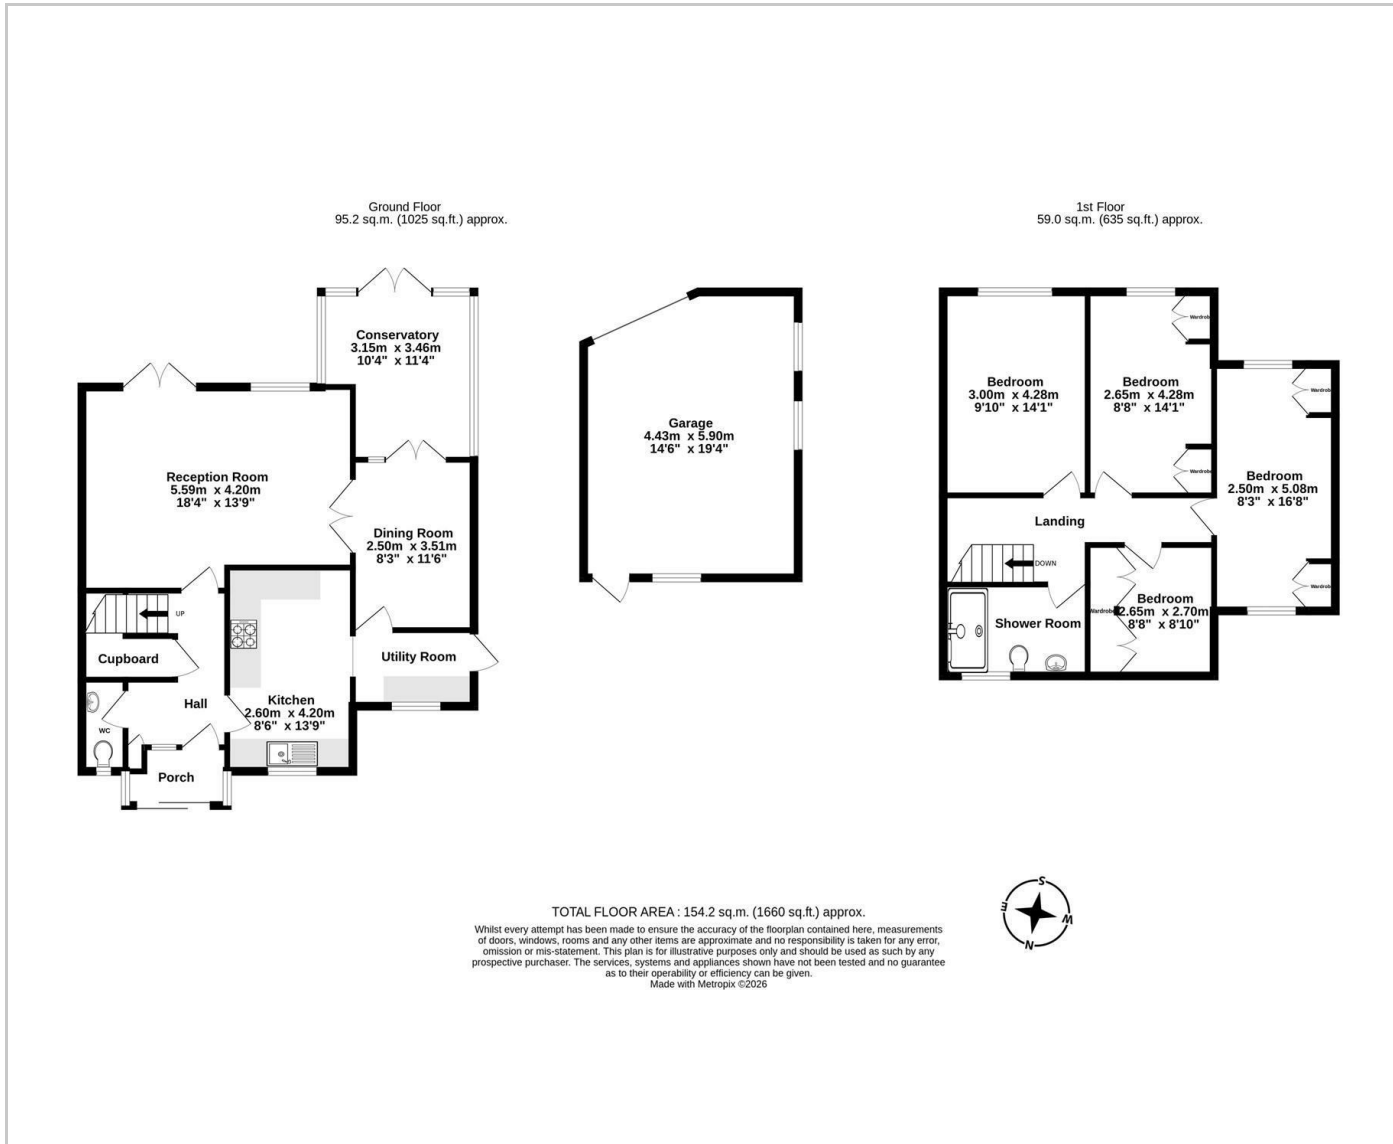 Ground Floor
95.2 sq.m. (1025 sq.ft.) approx.
1st Floor
59.0 sq.m. (635 sq.ft.) approx.
Conservatory
3.15m x 3.46m
10'4" x 11'4"
Reception Room
5.59m x 4.20m
18'4" x 13'9"
Dining Room
2.50m x 3.51m
8'3" x 11'6"
UP
Cupboard
Utility Room
Hall
Kitchen
2.60m x 4.20m
8'6" x 13'9"
WC
Porch
Garage
4.43m x 5.90m
14'6" x 19'4"
Bedroom
3.00m x 4.28m
9'10" x 14'1"
Bedroom
2.65m x 4.28m
8'8" x 14'1"
Wardrobe
Wardrobe
Bedroom
2.50m x 5.08m
8'3" x 16'8"
Wardrobe
Wardrobe
Landing
DOWN
Shower Room
Bedroom
2.65m x 2.70m
8'8" x 8'10"
Wardrobe
S
E
W
N
TOTAL FLOOR AREA : 154.2 sq.m. (1660 sq.ft.) approx.
Whilst every attempt has been made to ensure the accuracy of the floorplan contained here, measurements
of doors, windows, rooms and any other items are approximate and no responsibility is taken for any error,
omission or mis-statement. This plan is for illustrative purposes only and should be used as such by any
prospective purchaser. The services, systems and appliances shown have not been tested and no guarantee
as to their operability or efficiency can be given.
Made with Metropix ©2026